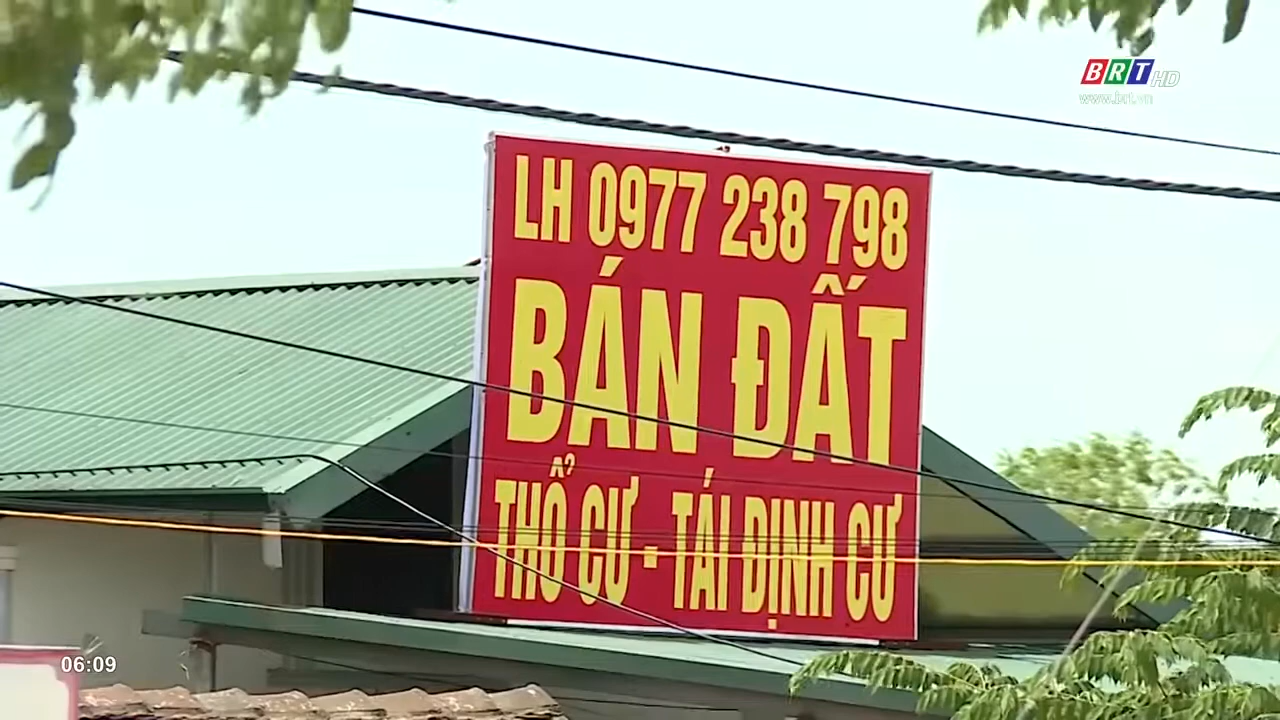 BRT HD
www.brt.vn
LH 0977 238 798
BÁN ĐẤT
THỔ CƯ - TÁI ĐỊNH CƯ
06:09